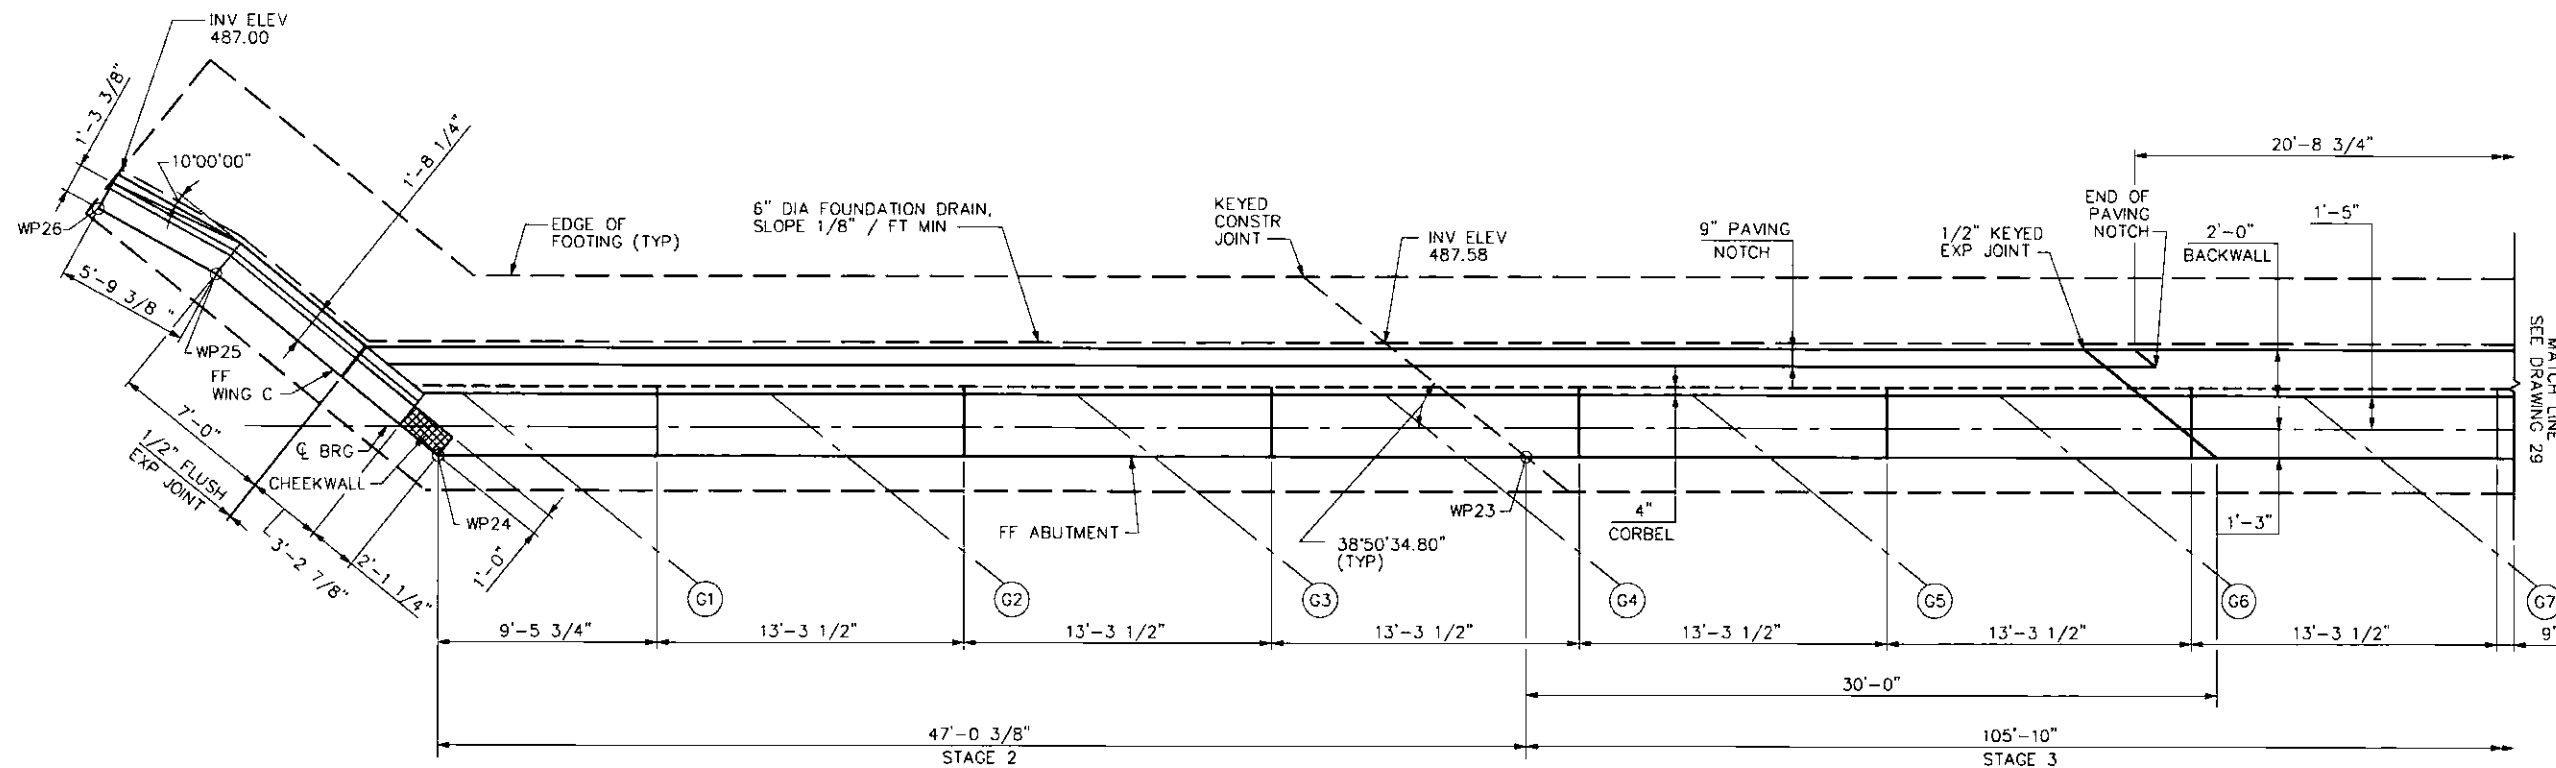 INV ELEV
487.00
1'-3 3/8"
10°00'00"
1'-8 1/4"
WP26
5'-9 3/8 "
WP25
FF
WING C
7'-0"
1/2" FLUSH
EXP
JOINT
3'-2 7/8"
2'-1 1/4"
℄ BRG
CHEEKWALL
WP24
1'-0"
EDGE OF
FOOTING (TYP)
6" DIA FOUNDATION DRAIN,
SLOPE 1/8" / FT MIN
KEYED
CONSTR
JOINT
INV ELEV
487.58
9" PAVING
NOTCH
1/2" KEYED
EXP JOINT
END OF
PAVING
NOTCH
20'-8 3/4"
2'-0"
BACKWALL
1'-5"
MATCH LINE
SEE DRAWING 29
FF ABUTMENT
WP23
38°50'34.80"
(TYP)
4"
CORBEL
1'-3"
G1
G2
G3
G4
G5
G6
G7
9'-5 3/4"
13'-3 1/2"
13'-3 1/2"
13'-3 1/2"
13'-3 1/2"
13'-3 1/2"
13'-3 1/2"
9'
30'-0"
47'-0 3/8"
STAGE 2
105'-10"
STAGE 3